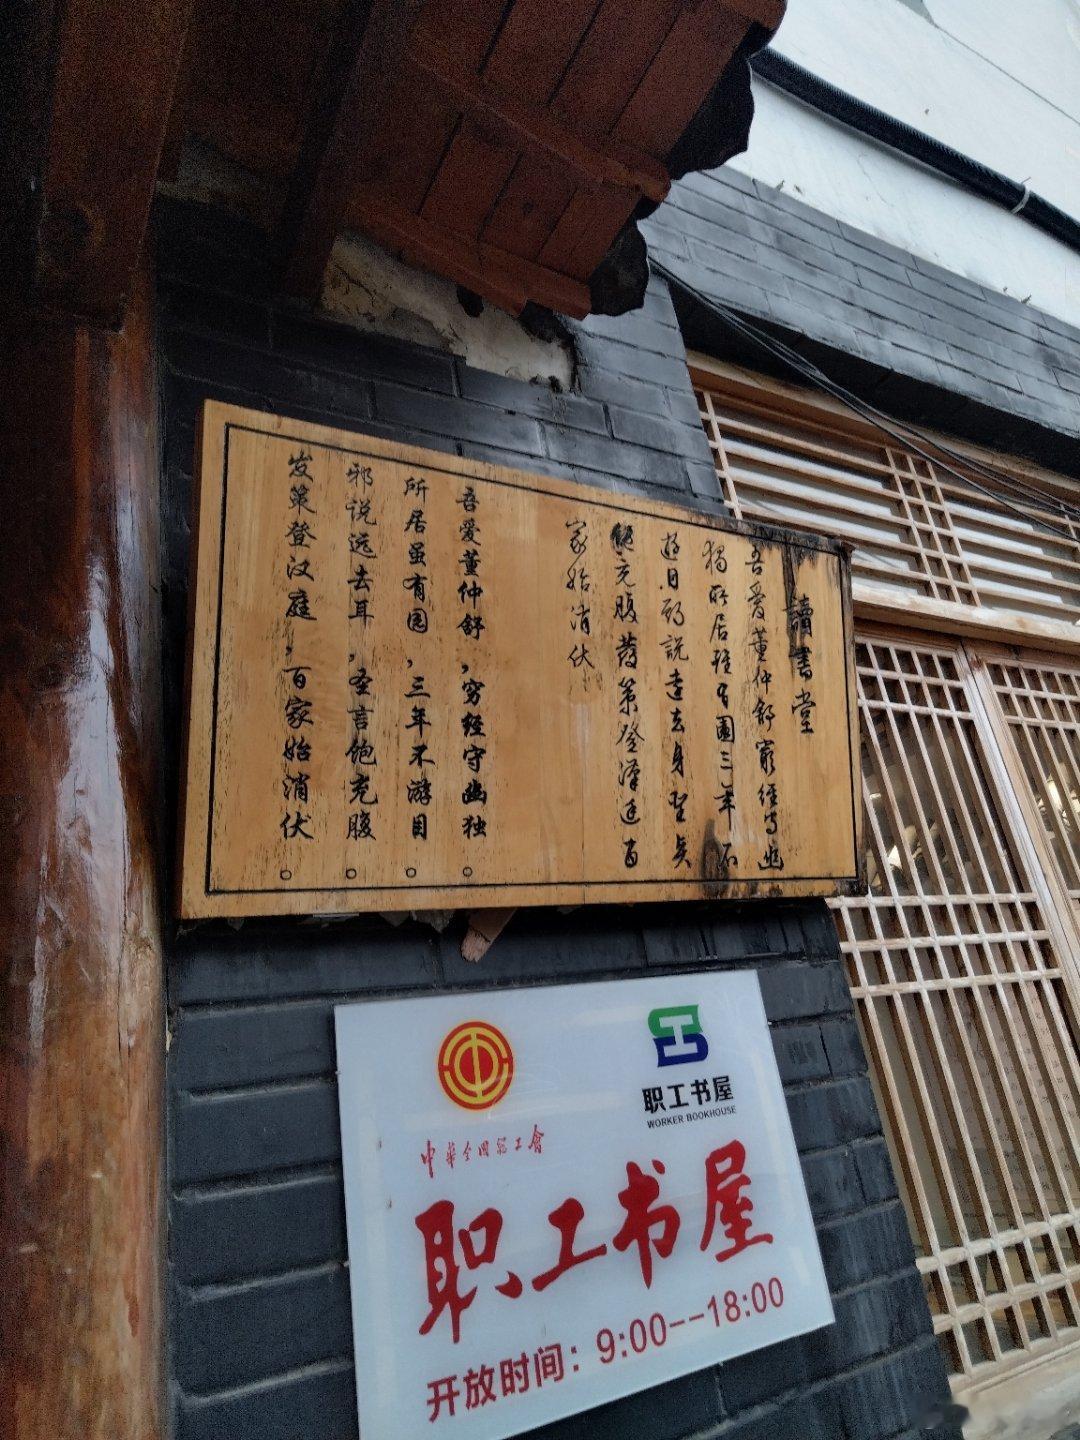 讀書堂
吾愛董仲舒窮經守幽
獨所居雖有園三年不
遊目邪說遠去耳聖言
飽充腹發策登漢廷百
家始消伏
吾爱董仲舒，穷经守幽独。
所居虽有园，三年不游目。
邪说远去耳，圣言饱充腹。
发策登汉庭，百家始消伏。
中华全国总工会
职工书屋
WORKER BOOKHOUSE
职工书屋
开放时间：9:00--18:00